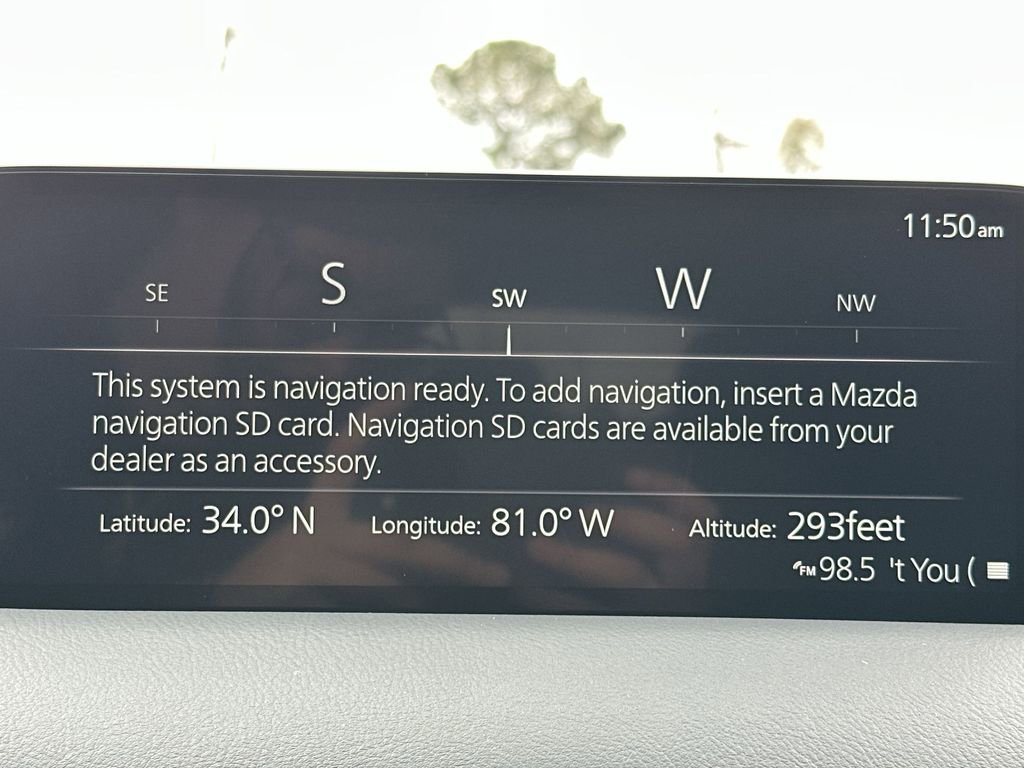 11:50am
SE S SW W NW
This system is navigation ready. To add navigation, insert a Mazda
navigation SD card. Navigation SD cards are available from your
dealer as an accessory.
Latitude: 34.0° N Longitude: 81.0° W Altitude: 293feet
FM 98.5 't You (